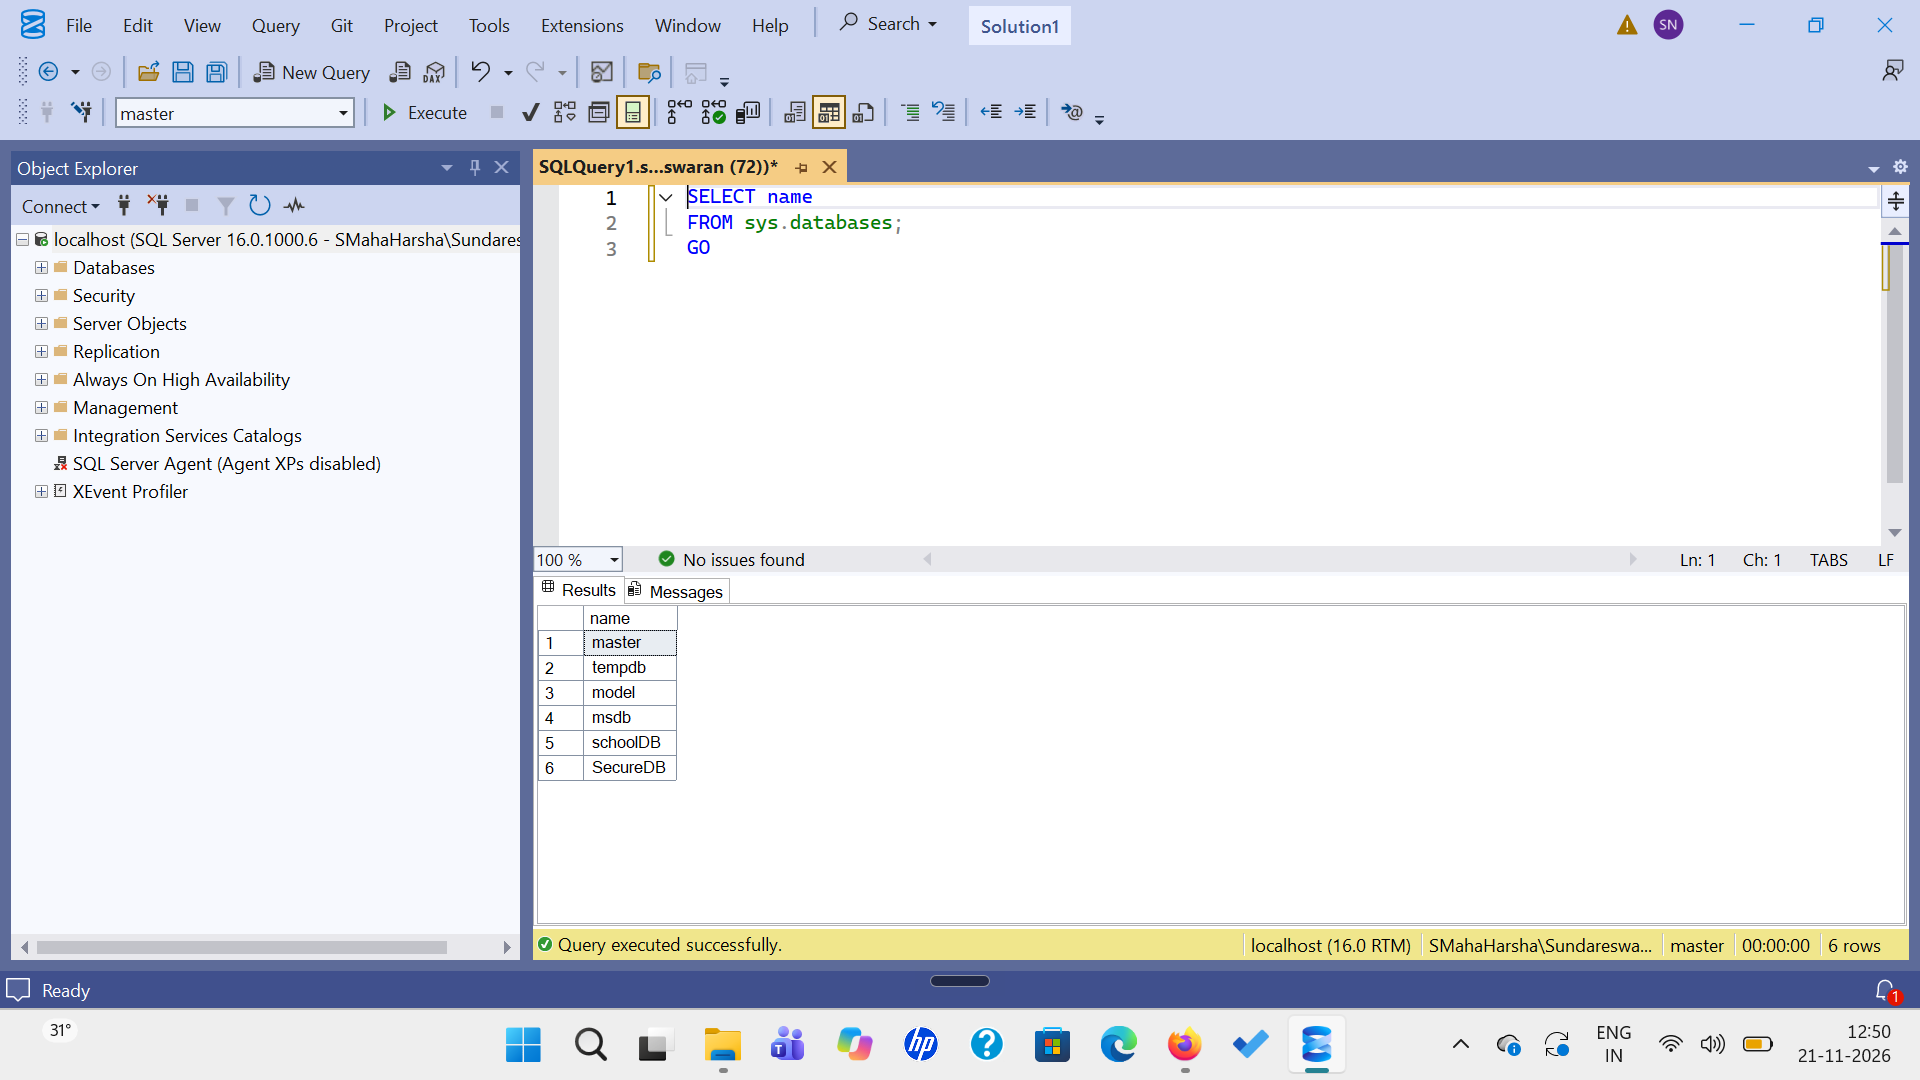 File Edit View Query Git Project Tools Extensions Window Help Search Solution1 SN
New Query DAX
master Execute
Object Explorer
Connect
localhost (SQL Server 16.0.1000.6 - SMahaHarsha\Sundares
Databases
Security
Server Objects
Replication
Always On High Availability
Management
Integration Services Catalogs
SQL Server Agent (Agent XPs disabled)
XEvent Profiler
SQLQuery1.s...swaran (72))*
1 SELECT name
2 FROM sys.databases;
3 GO
100 % No issues found Ln: 1 Ch: 1 TABS LF
Results Messages
name
1 master
2 tempdb
3 model
4 msdb
5 schoolDB
6 SecureDB
Query executed successfully. localhost (16.0 RTM) SMahaHarsha\Sundareswa... master 00:00:00 6 rows
Ready 1
31° ENG 12:50
IN 21-11-2026